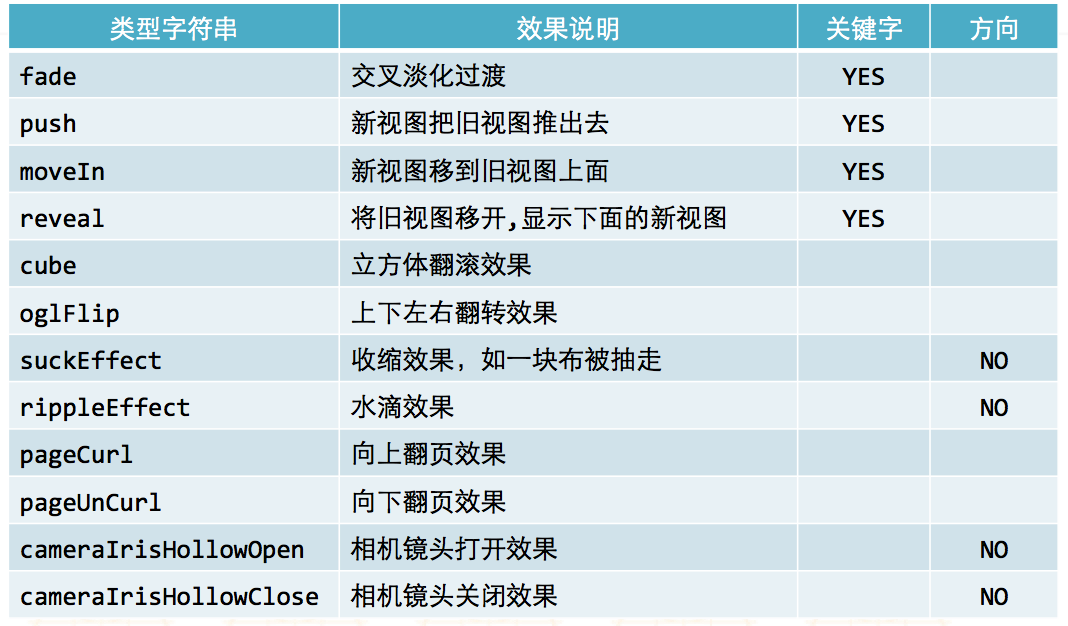 类型字符串 效果说明 关键字 方向
fade 交叉淡化过渡 YES
push 新视图把旧视图推出去 YES
moveIn 新视图移到旧视图上面 YES
reveal 将旧视图移开,显示下面的新视图 YES
cube 立方体翻滚效果
oglFlip 上下左右翻转效果
suckEffect 收缩效果，如一块布被抽走 NO
rippleEffect 水滴效果 NO
pageCurl 向上翻页效果
pageUnCurl 向下翻页效果
cameraIrisHollowOpen 相机镜头打开效果 NO
cameraIrisHollowClose 相机镜头关闭效果 NO